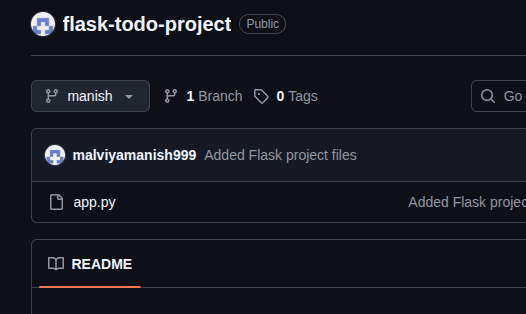 flask-todo-project Public
manish 1 Branch 0 Tags Go
malviyamanish999 Added Flask project files
app.py Added Flask projec
README